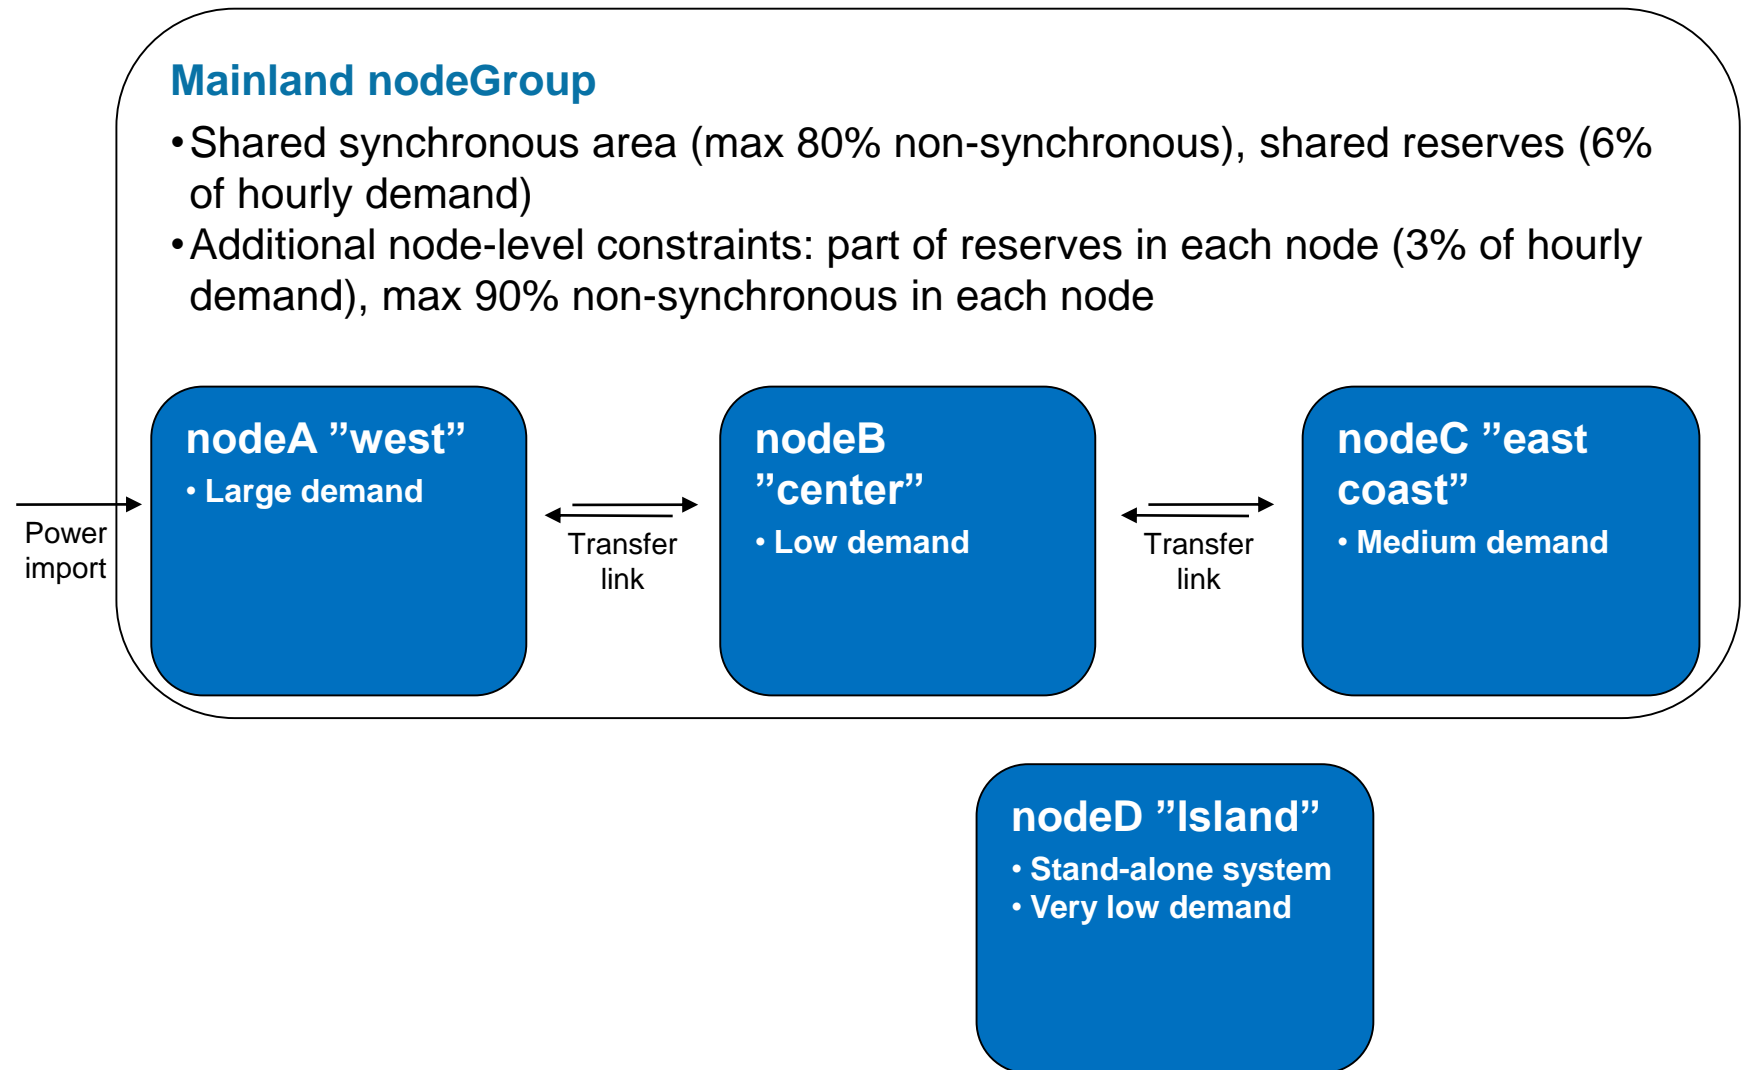 Mainland nodeGroup
•Shared synchronous area (max 80% non-synchronous), shared reserves (6%
of hourly demand)
•Additional node-level constraints: part of reserves in each node (3% of hourly
demand), max 90% non-synchronous in each node
Power
import
nodeA ”west”
• Large demand
Transfer
link
nodeB
”center”
• Low demand
Transfer
link
nodeC ”east
coast”
• Medium demand
nodeD ”Island”
• Stand-alone system
• Very low demand